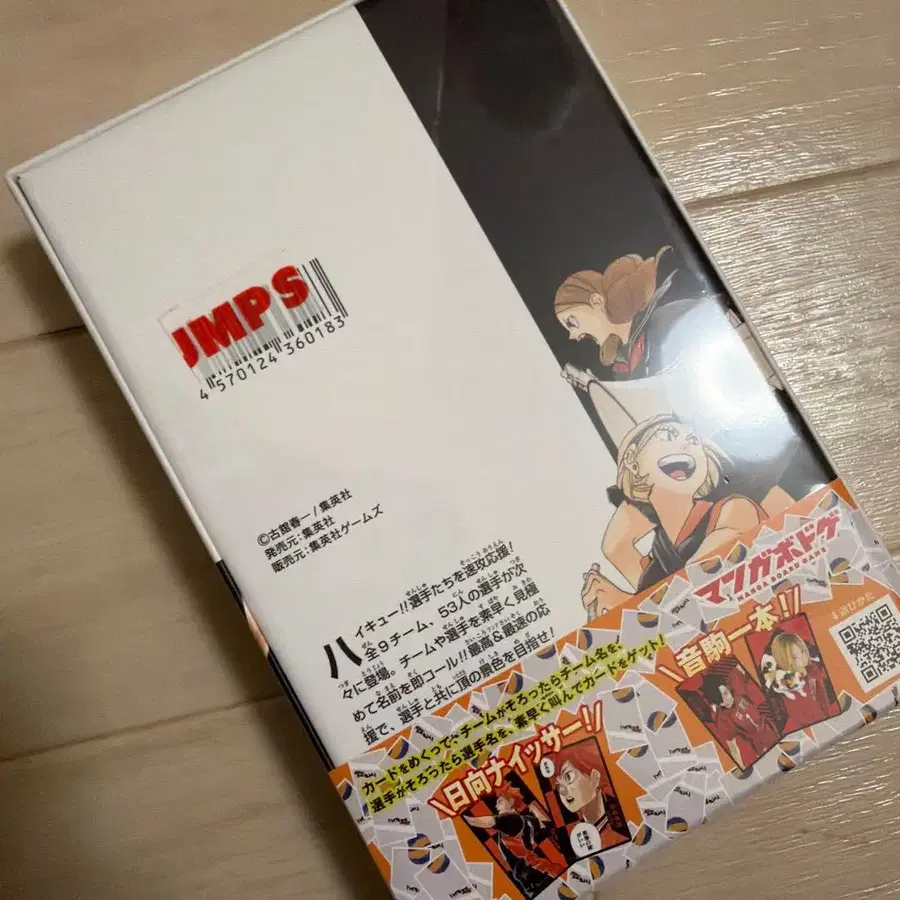 JMPS
4 570124 360183
©古舘春一/集英社
発売元:集英社
販売元:集英社ゲームズ
ハイキュー!!選手たちを速攻応援!
全9チーム、53人の選手が次
々に登場。チームや選手を素早く見極
めて名前を即コール!!最高&最速の応
援で、選手と共に頂の景色を目指せ!
マンガボドゲ
MANGA BOARD GAME
カードをめくって、チームがそろったらチーム名を、
選手がそろったら選手名を、素早く叫んでカードをゲット!
\日向ナイッサー!/
\音駒一本!/
遊びかた